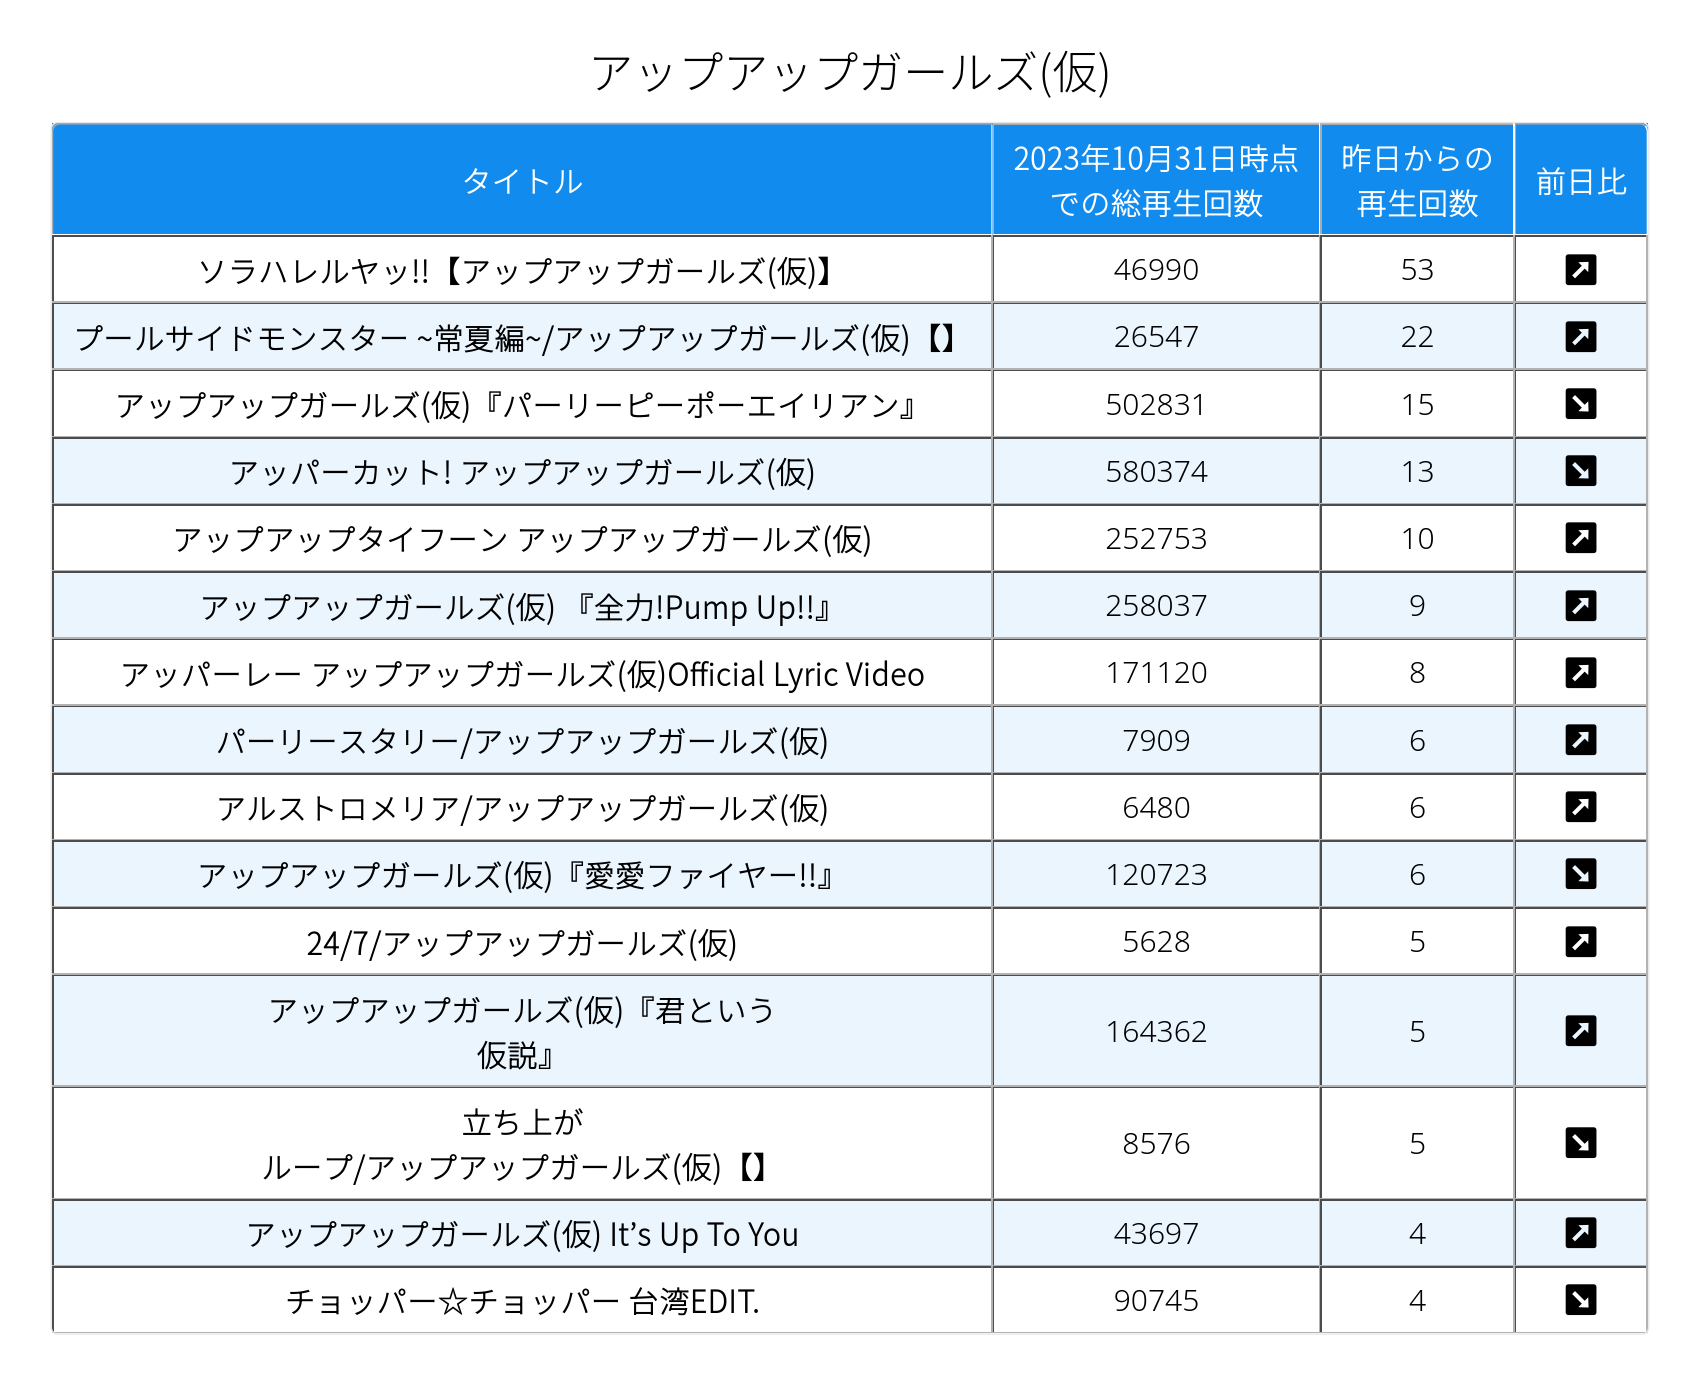 アップアップガールズ(仮)
タイトル 2023年10月31日時点での総再生回数 昨日からの再生回数 前日比
ソラハレルヤッ!!【アップアップガールズ(仮)】 46990 53 ↗
プールサイドモンスター ~常夏編~/アップアップガールズ(仮)【】 26547 22 ↗
アップアップガールズ(仮)『パーリーピーポーエイリアン』 502831 15 ↘
アッパーカット! アップアップガールズ(仮) 580374 13 ↘
アップアップタイフーン アップアップガールズ(仮) 252753 10 ↗
アップアップガールズ(仮) 『全力!Pump Up!!』 258037 9 ↗
アッパーレー アップアップガールズ(仮)Official Lyric Video 171120 8 ↗
パーリースタリー/アップアップガールズ(仮) 7909 6 ↗
アルストロメリア/アップアップガールズ(仮) 6480 6 ↗
アップアップガールズ(仮)『愛愛ファイヤー!!』 120723 6 ↘
24/7/アップアップガールズ(仮) 5628 5 ↗
アップアップガールズ(仮)『君という
仮説』 164362 5 ↗
立ち上が
ループ/アップアップガールズ(仮)【】 8576 5 ↘
アップアップガールズ(仮) It’s Up To You 43697 4 ↗
チョッパー☆チョッパー 台湾EDIT. 90745 4 ↘